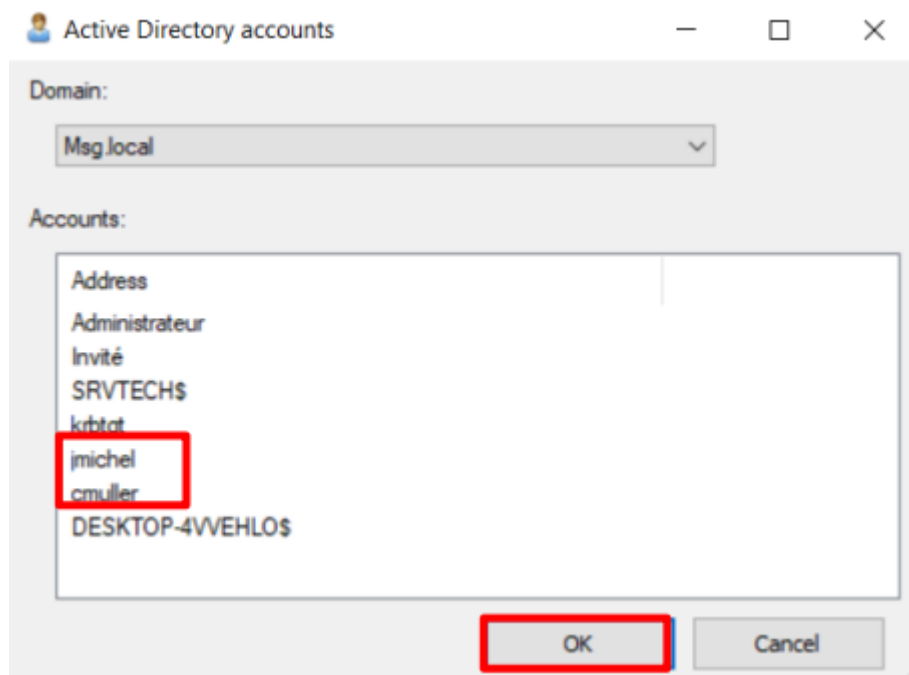 Active Directory accounts
Domain:
Msg.local
Accounts:
Address
Administrateur
Invité
SRVTECH$
krbtgt
jmichel
cmuller
DESKTOP-4VVEHLO$
OK
Cancel